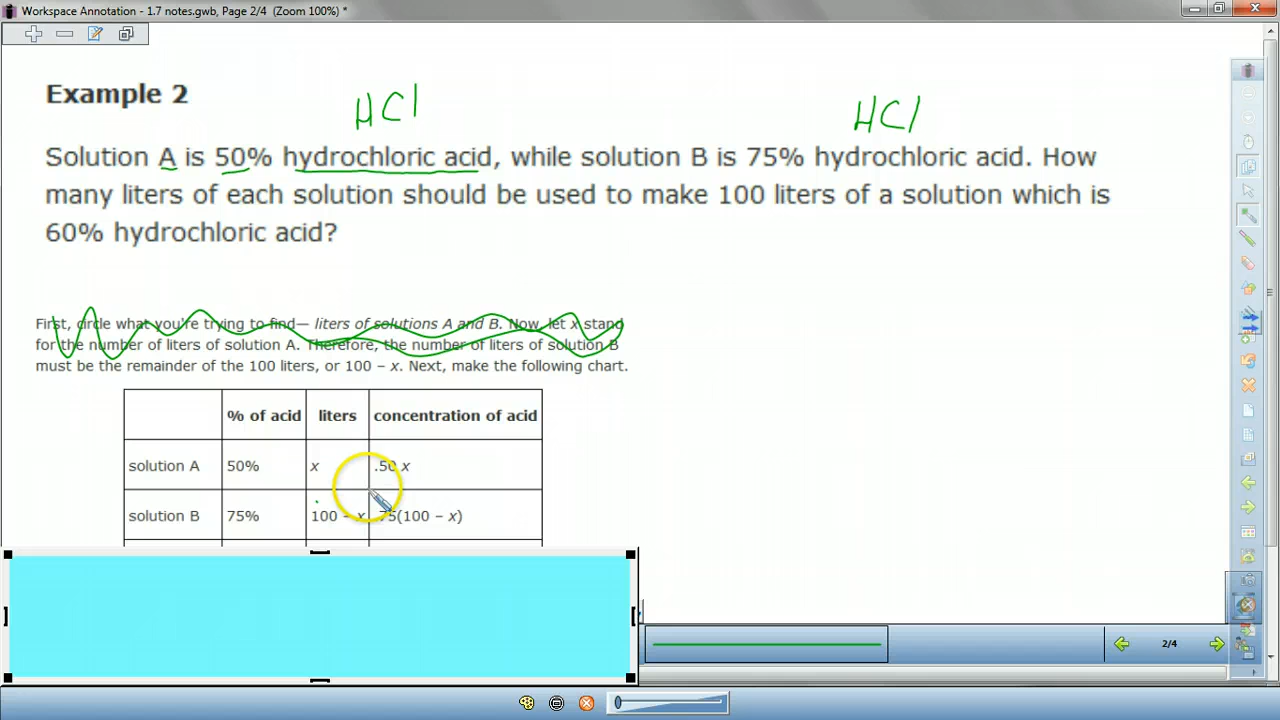 Workspace Annotation - 1.7 notes.gwb, Page 2/4 (Zoom 100%) *
Example 2
HCl HCl
Solution A is 50% hydrochloric acid, while solution B is 75% hydrochloric acid. How
many liters of each solution should be used to make 100 liters of a solution which is
60% hydrochloric acid?
First, circle what you're trying to find— liters of solutions A and B. Now, let x stand
for the number of liters of solution A. Therefore, the number of liters of solution B
must be the remainder of the 100 liters, or 100 – x. Next, make the following chart.
% of acid liters concentration of acid
solution A 50% x .50 x
solution B 75% 100 – x .75(100 – x)
2/4